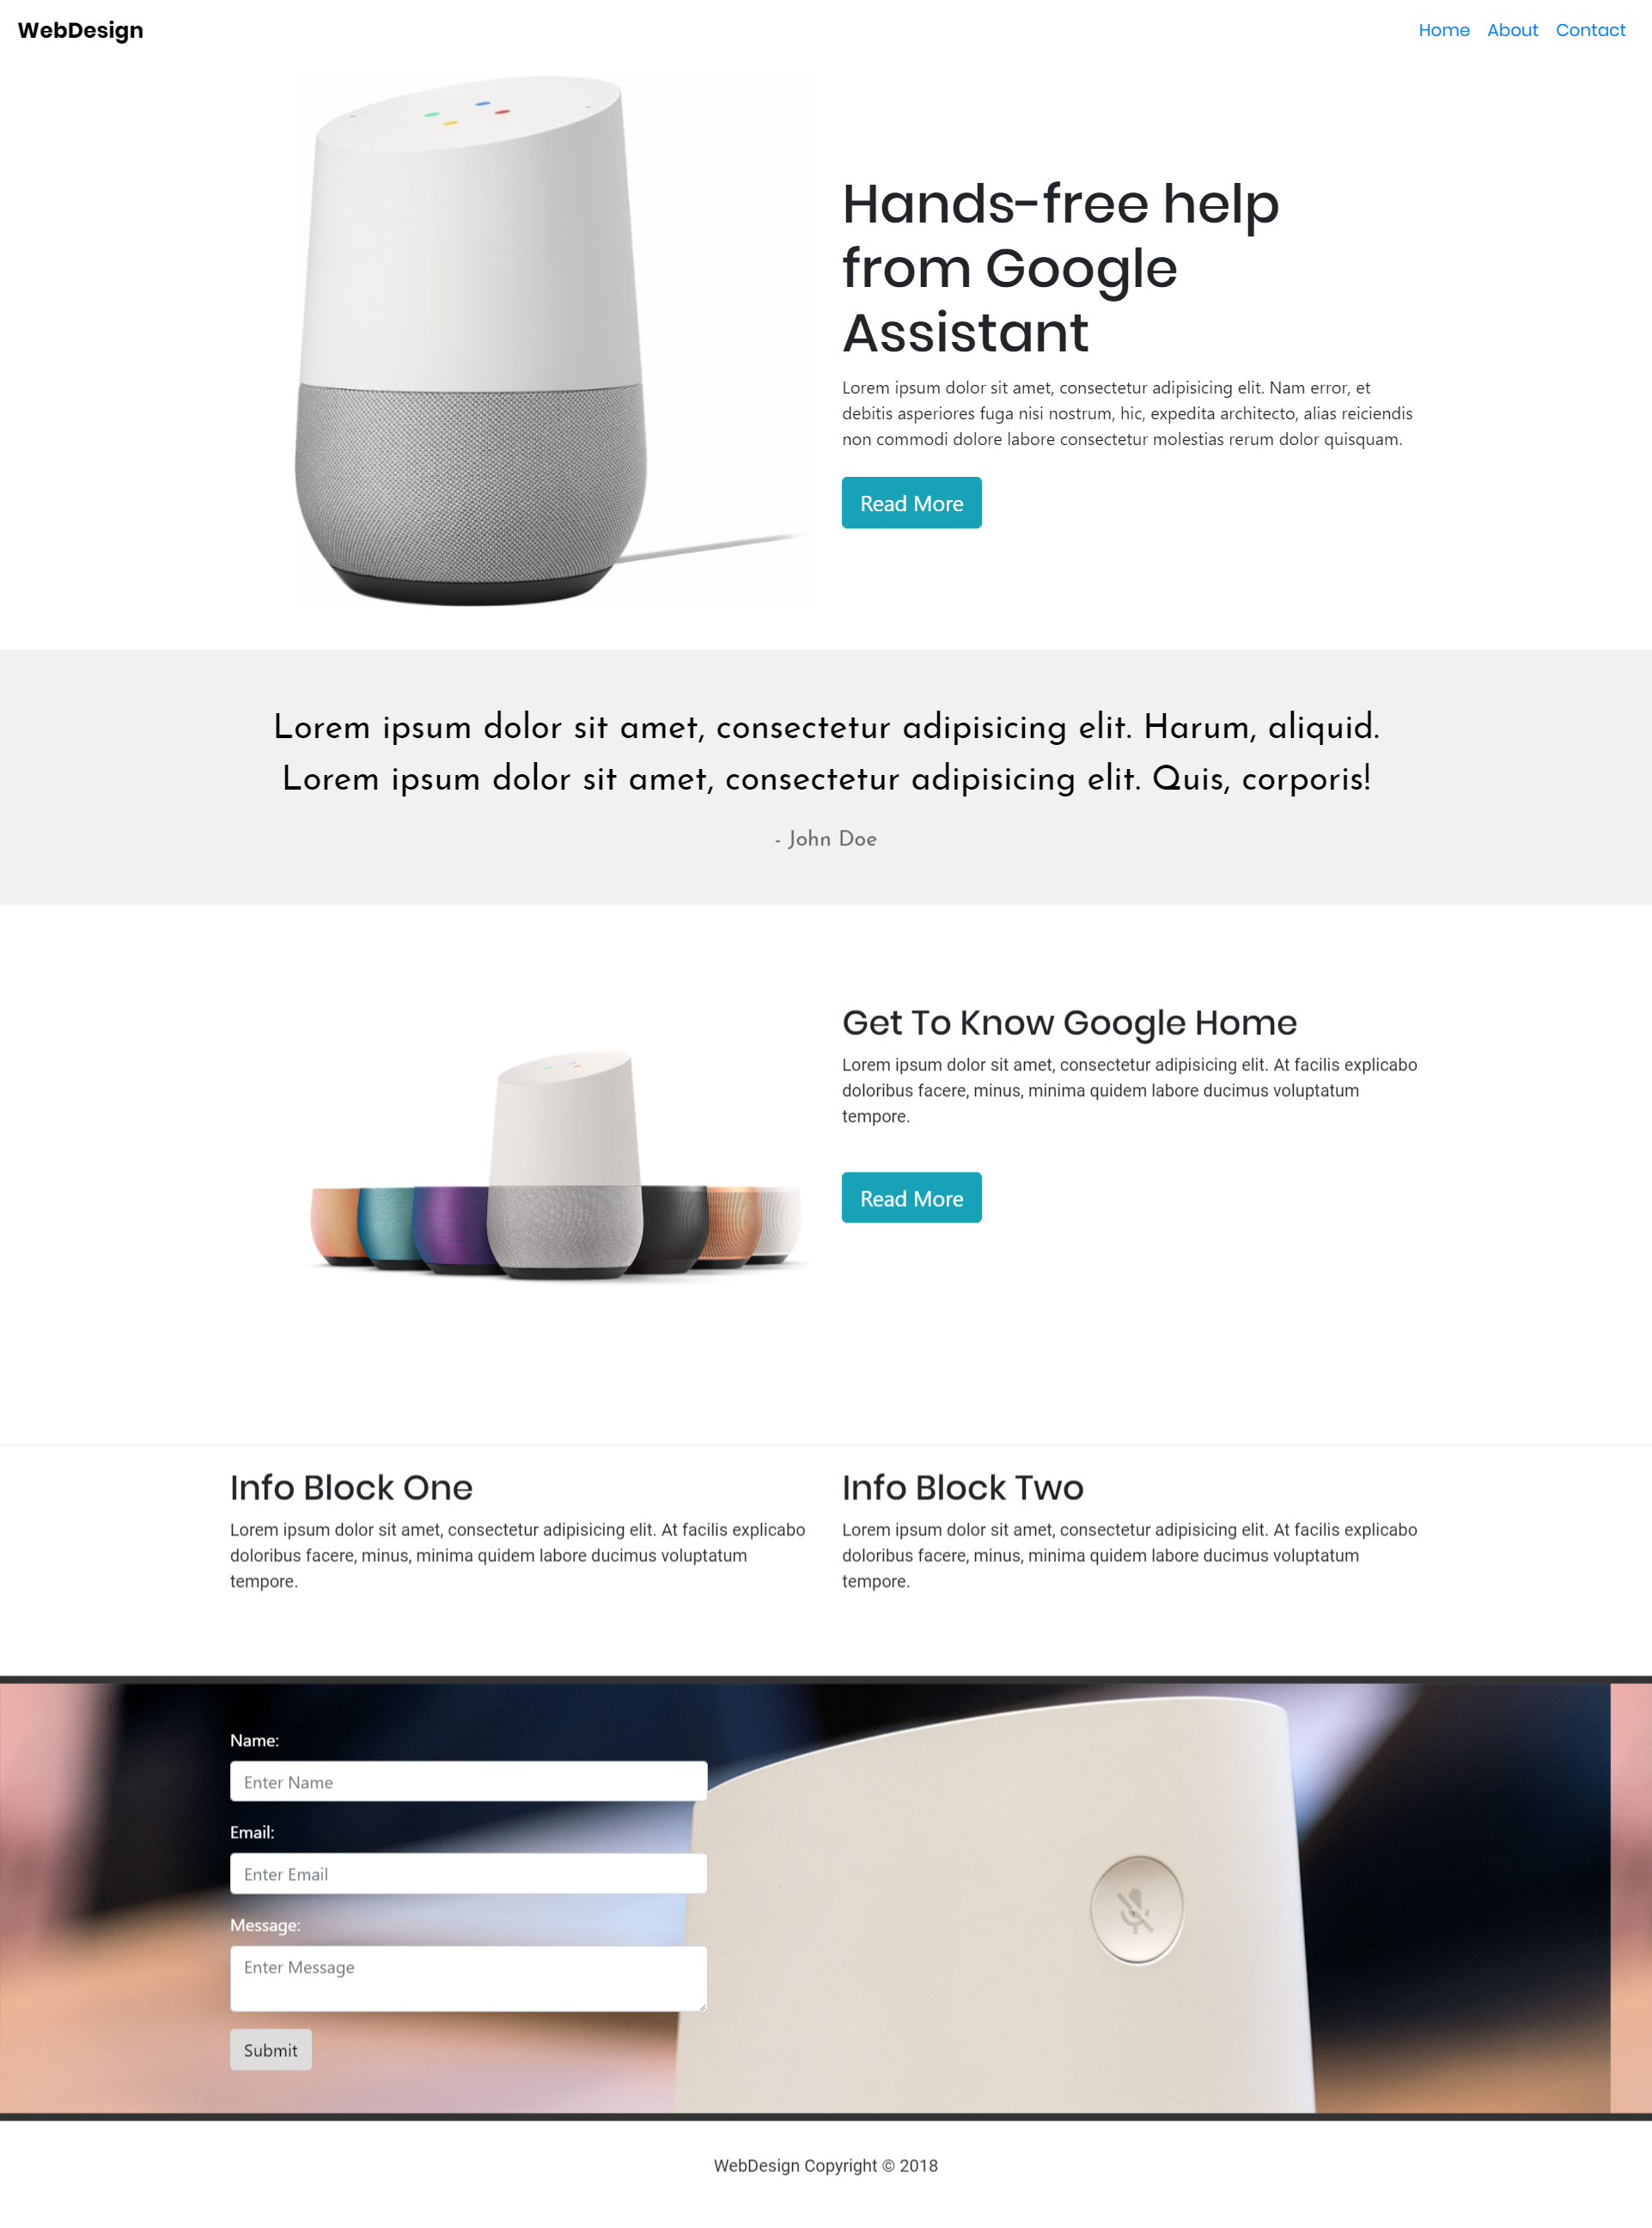 WebDesign
Home About Contact
Hands-free help
from Google
Assistant
Lorem ipsum dolor sit amet, consectetur adipisicing elit. Nam error, et
debitis asperiores fuga nisi nostrum, hic, expedita architecto, alias reiciendis
non commodi dolore labore consectetur molestias rerum dolor quisquam.
Read More
Lorem ipsum dolor sit amet, consectetur adipisicing elit. Harum, aliquid.
Lorem ipsum dolor sit amet, consectetur adipisicing elit. Quis, corporis!
- John Doe
Get To Know Google Home
Lorem ipsum dolor sit amet, consectetur adipisicing elit. At facilis explicabo
doloribus facere, minus, minima quidem labore ducimus voluptatum
tempore.
Read More
Info Block One
Lorem ipsum dolor sit amet, consectetur adipisicing elit. At facilis explicabo
doloribus facere, minus, minima quidem labore ducimus voluptatum
tempore.
Info Block Two
Lorem ipsum dolor sit amet, consectetur adipisicing elit. At facilis explicabo
doloribus facere, minus, minima quidem labore ducimus voluptatum
tempore.
Name:
Enter Name
Email:
Enter Email
Message:
Enter Message
Submit
WebDesign Copyright © 2018